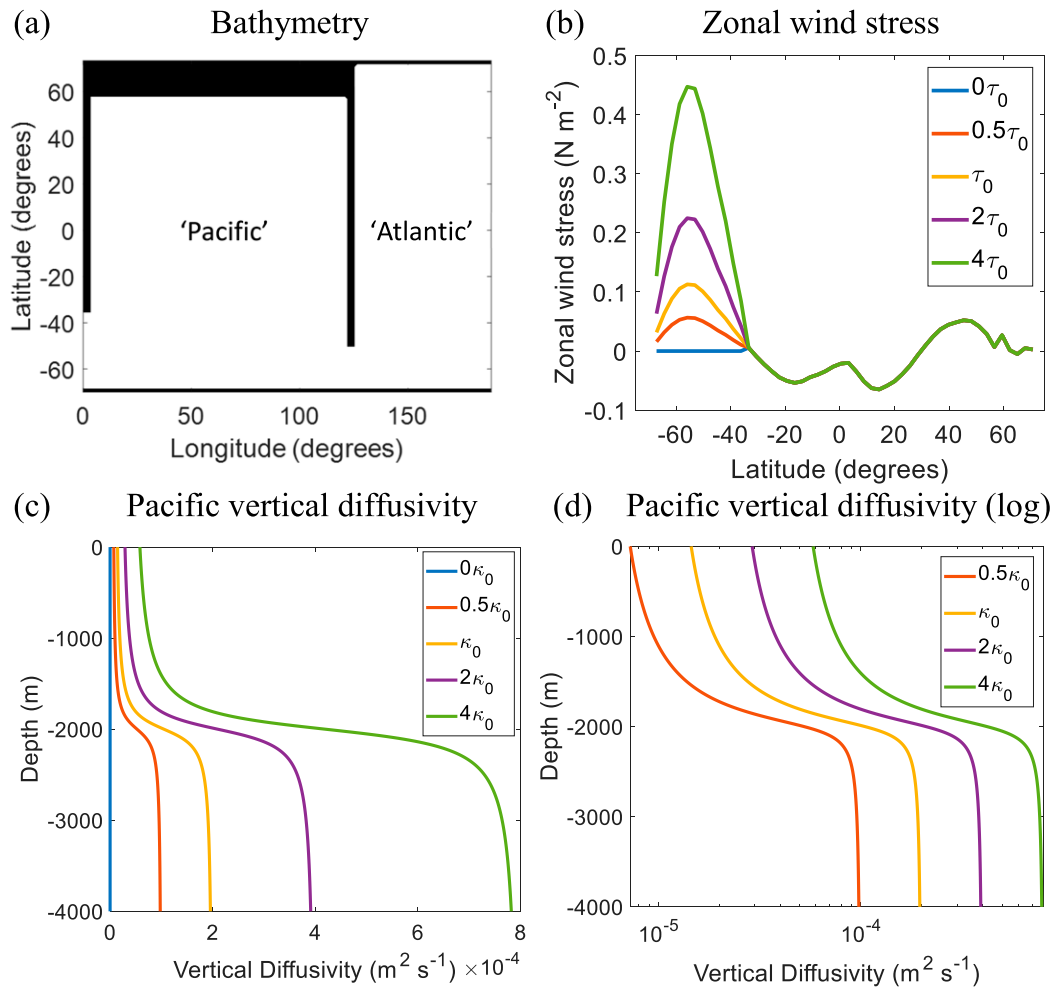 (a) Bathymetry
60
40
20
0
-20
-40
-60
Latitude (degrees)
'Pacific'
'Atlantic'
0 50 100 150
Longitude (degrees)
(b) Zonal wind stress
0.5
0.4
0.3
0.2
0.1
0
-0.1
Zonal wind stress (N m⁻²)
0τ₀
0.5τ₀
τ₀
2τ₀
4τ₀
-60 -40 -20 0 20 40 60
Latitude (degrees)
(c) Pacific vertical diffusivity
0
-1000
-2000
-3000
-4000
Depth (m)
0κ₀
0.5κ₀
κ₀
2κ₀
4κ₀
0 2 4 6 8
Vertical Diffusivity (m² s⁻¹) ×10⁻⁴
(d) Pacific vertical diffusivity (log)
0
-1000
-2000
-3000
-4000
Depth (m)
0.5κ₀
κ₀
2κ₀
4κ₀
10⁻⁵ 10⁻⁴
Vertical Diffusivity (m² s⁻¹)